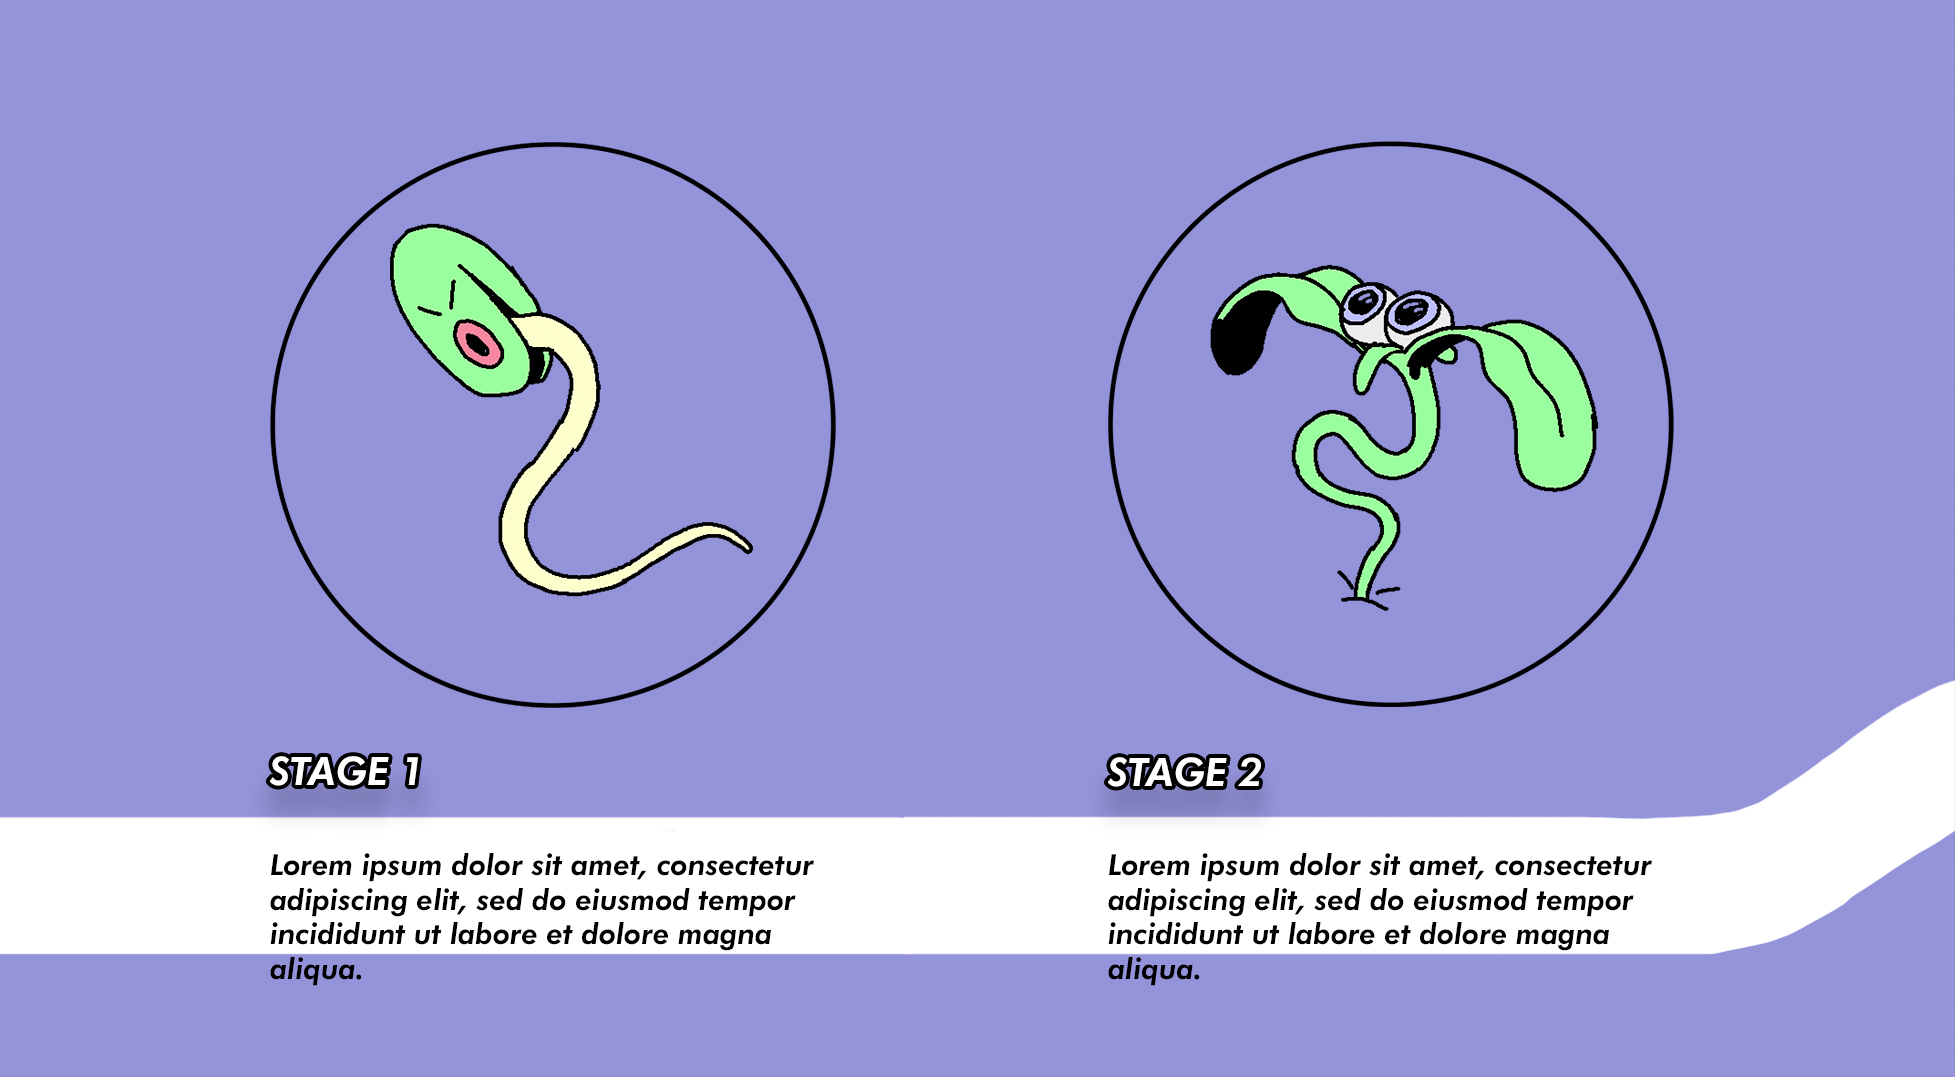 STAGE 1
Lorem ipsum dolor sit amet, consectetur
adipiscing elit, sed do eiusmod tempor
incididunt ut labore et dolore magna
aliqua.
STAGE 2
Lorem ipsum dolor sit amet, consectetur
adipiscing elit, sed do eiusmod tempor
incididunt ut labore et dolore magna
aliqua.